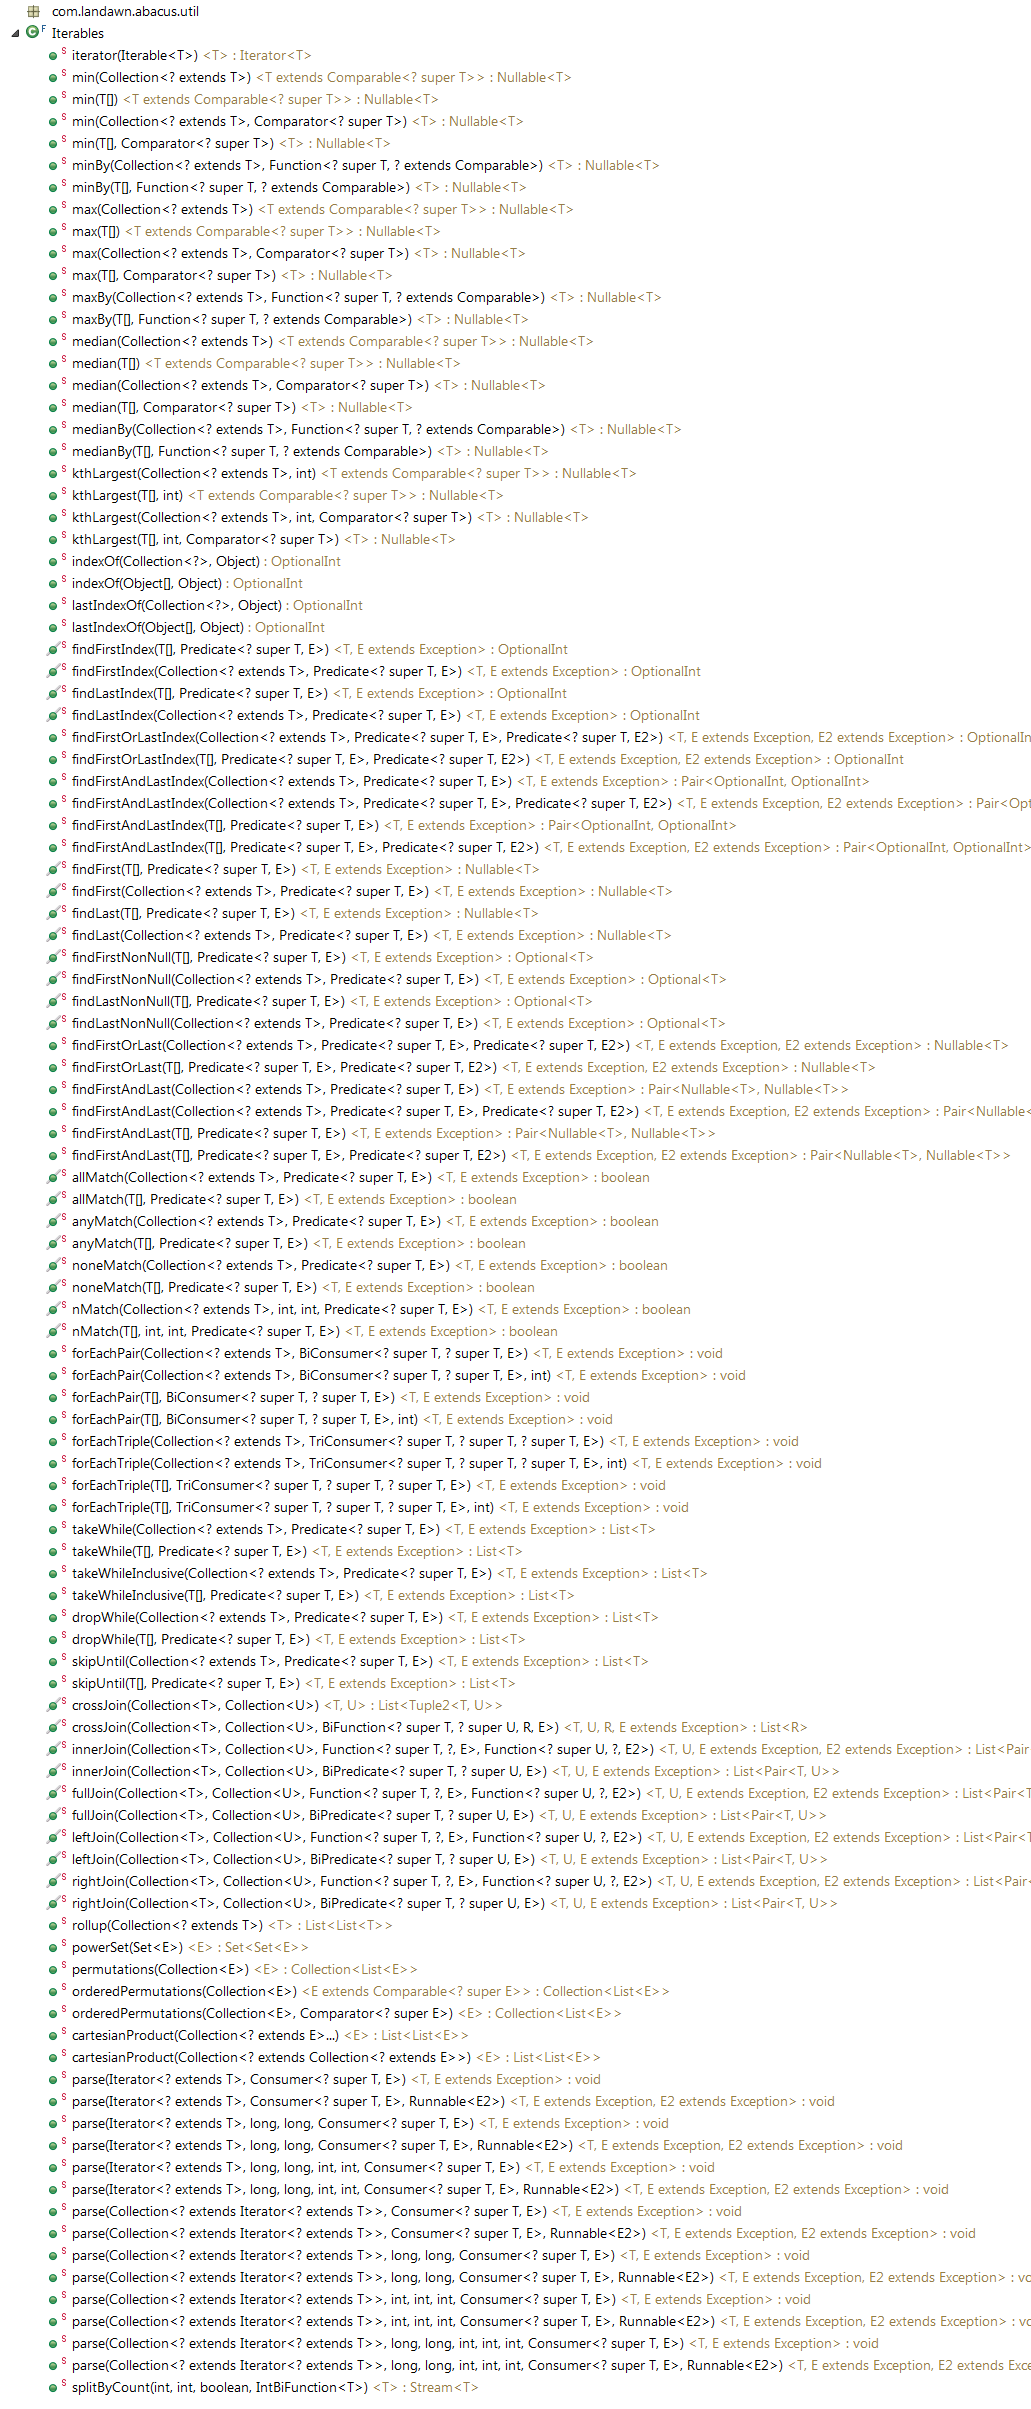 com.landawn.abacus.util
F Iterables
S iterator(Iterable<T>) <T> : Iterator<T>
S min(Collection<? extends T>) <T extends Comparable<? super T>> : Nullable<T>
S min(T[]) <T extends Comparable<? super T>> : Nullable<T>
S min(Collection<? extends T>, Comparator<? super T>) <T> : Nullable<T>
S min(T[], Comparator<? super T>) <T> : Nullable<T>
S minBy(Collection<? extends T>, Function<? super T, ? extends Comparable>) <T> : Nullable<T>
S minBy(T[], Function<? super T, ? extends Comparable>) <T> : Nullable<T>
S max(Collection<? extends T>) <T extends Comparable<? super T>> : Nullable<T>
S max(T[]) <T extends Comparable<? super T>> : Nullable<T>
S max(Collection<? extends T>, Comparator<? super T>) <T> : Nullable<T>
S max(T[], Comparator<? super T>) <T> : Nullable<T>
S maxBy(Collection<? extends T>, Function<? super T, ? extends Comparable>) <T> : Nullable<T>
S maxBy(T[], Function<? super T, ? extends Comparable>) <T> : Nullable<T>
S median(Collection<? extends T>) <T extends Comparable<? super T>> : Nullable<T>
S median(T[]) <T extends Comparable<? super T>> : Nullable<T>
S median(Collection<? extends T>, Comparator<? super T>) <T> : Nullable<T>
S median(T[], Comparator<? super T>) <T> : Nullable<T>
S medianBy(Collection<? extends T>, Function<? super T, ? extends Comparable>) <T> : Nullable<T>
S medianBy(T[], Function<? super T, ? extends Comparable>) <T> : Nullable<T>
S kthLargest(Collection<? extends T>, int) <T extends Comparable<? super T>> : Nullable<T>
S kthLargest(T[], int) <T extends Comparable<? super T>> : Nullable<T>
S kthLargest(Collection<? extends T>, int, Comparator<? super T>) <T> : Nullable<T>
S kthLargest(T[], int, Comparator<? super T>) <T> : Nullable<T>
S indexOf(Collection<?>, Object) : OptionalInt
S indexOf(Object[], Object) : OptionalInt
S lastIndexOf(Collection<?>, Object) : OptionalInt
S lastIndexOf(Object[], Object) : OptionalInt
S findFirstIndex(T[], Predicate<? super T, E>) <T, E extends Exception> : OptionalInt
S findFirstIndex(Collection<? extends T>, Predicate<? super T, E>) <T, E extends Exception> : OptionalInt
S findLastIndex(T[], Predicate<? super T, E>) <T, E extends Exception> : OptionalInt
S findLastIndex(Collection<? extends T>, Predicate<? super T, E>) <T, E extends Exception> : OptionalInt
S findFirstOrLastIndex(Collection<? extends T>, Predicate<? super T, E>, Predicate<? super T, E2>) <T, E extends Exception, E2 extends Exception> : OptionalIn
S findFirstOrLastIndex(T[], Predicate<? super T, E>, Predicate<? super T, E2>) <T, E extends Exception, E2 extends Exception> : OptionalInt
S findFirstAndLastIndex(Collection<? extends T>, Predicate<? super T, E>) <T, E extends Exception> : Pair<OptionalInt, OptionalInt>
S findFirstAndLastIndex(Collection<? extends T>, Predicate<? super T, E>, Predicate<? super T, E2>) <T, E extends Exception, E2 extends Exception> : Pair<Opt
S findFirstAndLastIndex(T[], Predicate<? super T, E>) <T, E extends Exception> : Pair<OptionalInt, OptionalInt>
S findFirstAndLastIndex(T[], Predicate<? super T, E>, Predicate<? super T, E2>) <T, E extends Exception, E2 extends Exception> : Pair<OptionalInt, OptionalInt>
S findFirst(T[], Predicate<? super T, E>) <T, E extends Exception> : Nullable<T>
S findFirst(Collection<? extends T>, Predicate<? super T, E>) <T, E extends Exception> : Nullable<T>
S findLast(T[], Predicate<? super T, E>) <T, E extends Exception> : Nullable<T>
S findLast(Collection<? extends T>, Predicate<? super T, E>) <T, E extends Exception> : Nullable<T>
S findFirstNonNull(T[], Predicate<? super T, E>) <T, E extends Exception> : Optional<T>
S findFirstNonNull(Collection<? extends T>, Predicate<? super T, E>) <T, E extends Exception> : Optional<T>
S findLastNonNull(T[], Predicate<? super T, E>) <T, E extends Exception> : Optional<T>
S findLastNonNull(Collection<? extends T>, Predicate<? super T, E>) <T, E extends Exception> : Optional<T>
S findFirstOrLast(Collection<? extends T>, Predicate<? super T, E>, Predicate<? super T, E2>) <T, E extends Exception, E2 extends Exception> : Nullable<T>
S findFirstOrLast(T[], Predicate<? super T, E>, Predicate<? super T, E2>) <T, E extends Exception, E2 extends Exception> : Nullable<T>
S findFirstAndLast(Collection<? extends T>, Predicate<? super T, E>) <T, E extends Exception> : Pair<Nullable<T>, Nullable<T>>
S findFirstAndLast(Collection<? extends T>, Predicate<? super T, E>, Predicate<? super T, E2>) <T, E extends Exception, E2 extends Exception> : Pair<Nullable<
S findFirstAndLast(T[], Predicate<? super T, E>) <T, E extends Exception> : Pair<Nullable<T>, Nullable<T>>
S findFirstAndLast(T[], Predicate<? super T, E>, Predicate<? super T, E2>) <T, E extends Exception, E2 extends Exception> : Pair<Nullable<T>, Nullable<T>>
S allMatch(Collection<? extends T>, Predicate<? super T, E>) <T, E extends Exception> : boolean
S allMatch(T[], Predicate<? super T, E>) <T, E extends Exception> : boolean
S anyMatch(Collection<? extends T>, Predicate<? super T, E>) <T, E extends Exception> : boolean
S anyMatch(T[], Predicate<? super T, E>) <T, E extends Exception> : boolean
S noneMatch(Collection<? extends T>, Predicate<? super T, E>) <T, E extends Exception> : boolean
S noneMatch(T[], Predicate<? super T, E>) <T, E extends Exception> : boolean
S nMatch(Collection<? extends T>, int, int, Predicate<? super T, E>) <T, E extends Exception> : boolean
S nMatch(T[], int, int, Predicate<? super T, E>) <T, E extends Exception> : boolean
S forEachPair(Collection<? extends T>, BiConsumer<? super T, ? super T, E>) <T, E extends Exception> : void
S forEachPair(Collection<? extends T>, BiConsumer<? super T, ? super T, E>, int) <T, E extends Exception> : void
S forEachPair(T[], BiConsumer<? super T, ? super T, E>) <T, E extends Exception> : void
S forEachPair(T[], BiConsumer<? super T, ? super T, E>, int) <T, E extends Exception> : void
S forEachTriple(Collection<? extends T>, TriConsumer<? super T, ? super T, ? super T, E>) <T, E extends Exception> : void
S forEachTriple(Collection<? extends T>, TriConsumer<? super T, ? super T, ? super T, E>, int) <T, E extends Exception> : void
S forEachTriple(T[], TriConsumer<? super T, ? super T, ? super T, E>) <T, E extends Exception> : void
S forEachTriple(T[], TriConsumer<? super T, ? super T, ? super T, E>, int) <T, E extends Exception> : void
S takeWhile(Collection<? extends T>, Predicate<? super T, E>) <T, E extends Exception> : List<T>
S takeWhile(T[], Predicate<? super T, E>) <T, E extends Exception> : List<T>
S takeWhileInclusive(Collection<? extends T>, Predicate<? super T, E>) <T, E extends Exception> : List<T>
S takeWhileInclusive(T[], Predicate<? super T, E>) <T, E extends Exception> : List<T>
S dropWhile(Collection<? extends T>, Predicate<? super T, E>) <T, E extends Exception> : List<T>
S dropWhile(T[], Predicate<? super T, E>) <T, E extends Exception> : List<T>
S skipUntil(Collection<? extends T>, Predicate<? super T, E>) <T, E extends Exception> : List<T>
S skipUntil(T[], Predicate<? super T, E>) <T, E extends Exception> : List<T>
S crossJoin(Collection<T>, Collection<U>) <T, U> : List<Tuple2<T, U>>
S crossJoin(Collection<T>, Collection<U>, BiFunction<? super T, ? super U, R, E>) <T, U, R, E extends Exception> : List<R>
S innerJoin(Collection<T>, Collection<U>, Function<? super T, ?, E>, Function<? super U, ?, E2>) <T, U, E extends Exception, E2 extends Exception> : List<Pair
S innerJoin(Collection<T>, Collection<U>, BiPredicate<? super T, ? super U, E>) <T, U, E extends Exception> : List<Pair<T, U>>
S fullJoin(Collection<T>, Collection<U>, Function<? super T, ?, E>, Function<? super U, ?, E2>) <T, U, E extends Exception, E2 extends Exception> : List<Pair<T
S fullJoin(Collection<T>, Collection<U>, BiPredicate<? super T, ? super U, E>) <T, U, E extends Exception> : List<Pair<T, U>>
S leftJoin(Collection<T>, Collection<U>, Function<? super T, ?, E>, Function<? super U, ?, E2>) <T, U, E extends Exception, E2 extends Exception> : List<Pair<T
S leftJoin(Collection<T>, Collection<U>, BiPredicate<? super T, ? super U, E>) <T, U, E extends Exception> : List<Pair<T, U>>
S rightJoin(Collection<T>, Collection<U>, Function<? super T, ?, E>, Function<? super U, ?, E2>) <T, U, E extends Exception, E2 extends Exception> : List<Pair<
S rightJoin(Collection<T>, Collection<U>, BiPredicate<? super T, ? super U, E>) <T, U, E extends Exception> : List<Pair<T, U>>
S rollup(Collection<? extends T>) <T> : List<List<T>>
S powerSet(Set<E>) <E> : Set<Set<E>>
S permutations(Collection<E>) <E> : Collection<List<E>>
S orderedPermutations(Collection<E>) <E extends Comparable<? super E>> : Collection<List<E>>
S orderedPermutations(Collection<E>, Comparator<? super E>) <E> : Collection<List<E>>
S cartesianProduct(Collection<? extends E>...) <E> : List<List<E>>
S cartesianProduct(Collection<? extends Collection<? extends E>>) <E> : List<List<E>>
S parse(Iterator<? extends T>, Consumer<? super T, E>) <T, E extends Exception> : void
S parse(Iterator<? extends T>, Consumer<? super T, E>, Runnable<E2>) <T, E extends Exception, E2 extends Exception> : void
S parse(Iterator<? extends T>, long, long, Consumer<? super T, E>) <T, E extends Exception> : void
S parse(Iterator<? extends T>, long, long, Consumer<? super T, E>, Runnable<E2>) <T, E extends Exception, E2 extends Exception> : void
S parse(Iterator<? extends T>, long, long, int, int, Consumer<? super T, E>) <T, E extends Exception> : void
S parse(Iterator<? extends T>, long, long, int, int, Consumer<? super T, E>, Runnable<E2>) <T, E extends Exception, E2 extends Exception> : void
S parse(Collection<? extends Iterator<? extends T>>, Consumer<? super T, E>) <T, E extends Exception> : void
S parse(Collection<? extends Iterator<? extends T>>, Consumer<? super T, E>, Runnable<E2>) <T, E extends Exception, E2 extends Exception> : void
S parse(Collection<? extends Iterator<? extends T>>, long, long, Consumer<? super T, E>) <T, E extends Exception> : void
S parse(Collection<? extends Iterator<? extends T>>, long, long, Consumer<? super T, E>, Runnable<E2>) <T, E extends Exception, E2 extends Exception> : vo
S parse(Collection<? extends Iterator<? extends T>>, int, int, int, Consumer<? super T, E>) <T, E extends Exception> : void
S parse(Collection<? extends Iterator<? extends T>>, int, int, int, Consumer<? super T, E>, Runnable<E2>) <T, E extends Exception, E2 extends Exception> : vo
S parse(Collection<? extends Iterator<? extends T>>, long, long, int, int, int, Consumer<? super T, E>) <T, E extends Exception> : void
S parse(Collection<? extends Iterator<? extends T>>, long, long, int, int, int, Consumer<? super T, E>, Runnable<E2>) <T, E extends Exception, E2 extends Exce
S splitByCount(int, int, boolean, IntBiFunction<T>) <T> : Stream<T>